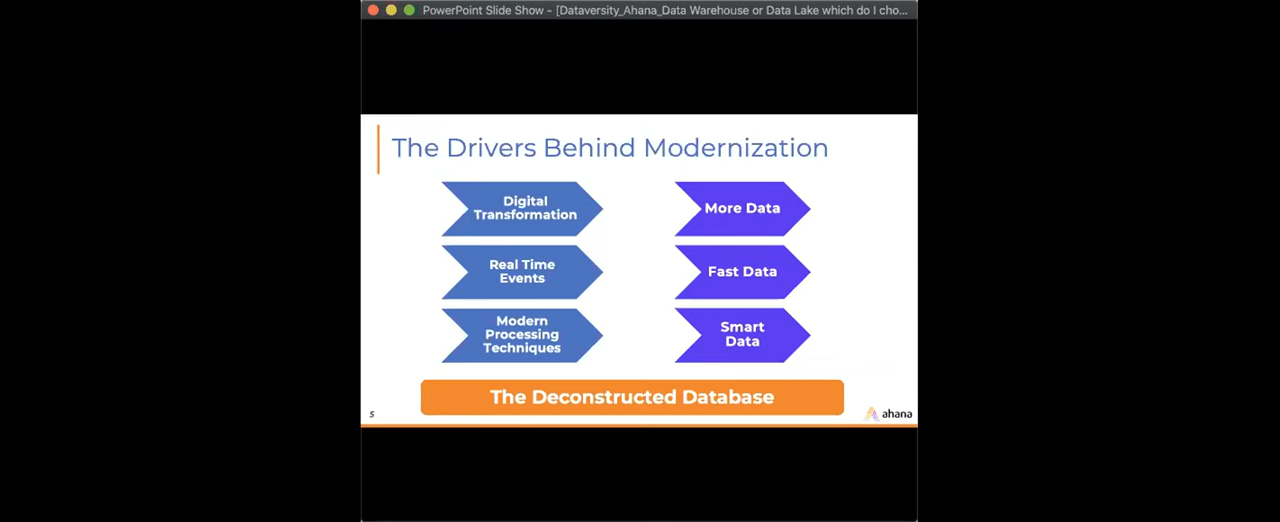 PowerPoint Slide Show - [Dataversity_Ahana_Data Warehouse or Data Lake which do I cho...
The Drivers Behind Modernization
Digital
Transformation
More Data
Real Time
Events
Fast Data
Modern
Processing
Techniques
Smart
Data
The Deconstructed Database
5
ahana